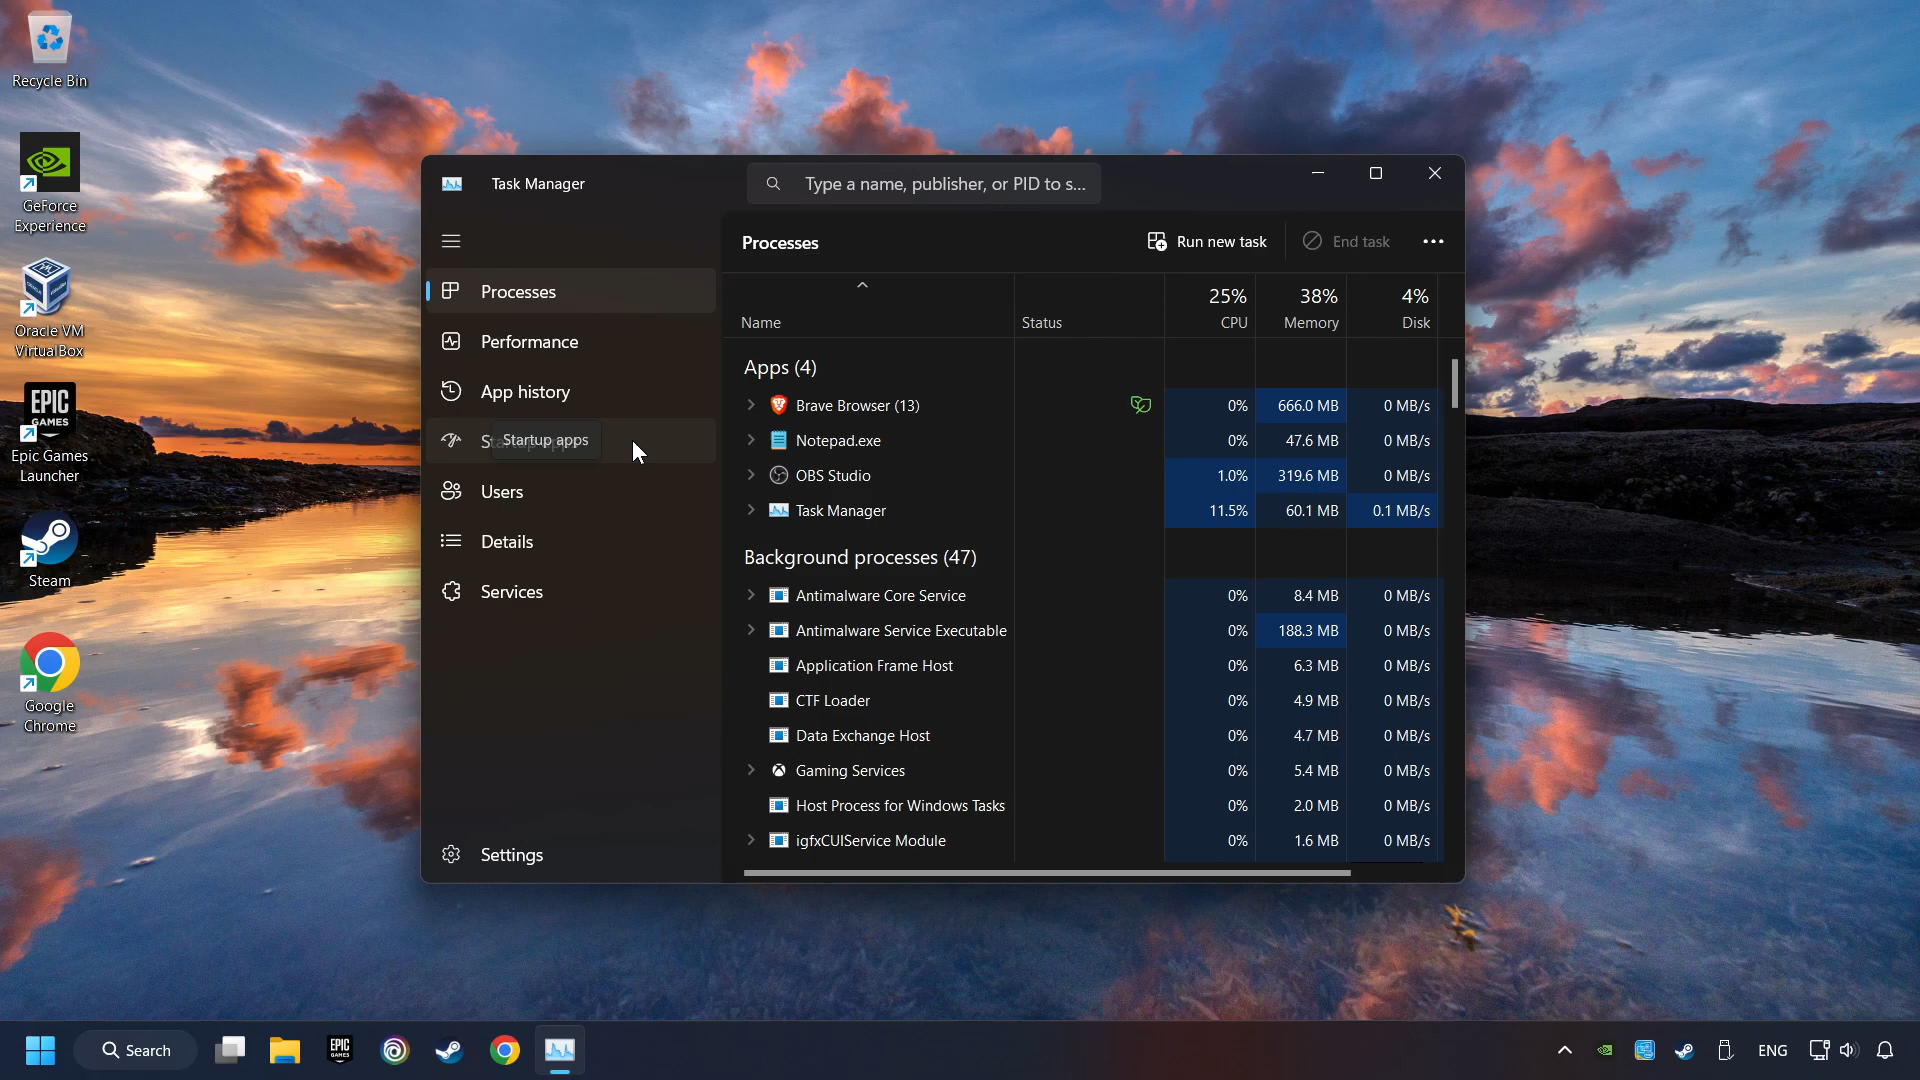 Recycle Bin
GeForce
Experience
Oracle VM
VirtualBox
EPIC
GAMES
Epic Games
Launcher
Steam
Google
Chrome
Task Manager
Type a name, publisher, or PID to s...
Processes
Performance
App history
Startup apps
Users
Details
Services
Settings
Processes
Run new task
End task
Name
Status
25%
CPU
38%
Memory
4%
Disk
Apps (4)
Brave Browser (13) 0% 666.0 MB 0 MB/s
Notepad.exe 0% 47.6 MB 0 MB/s
OBS Studio 1.0% 319.6 MB 0 MB/s
Task Manager 11.5% 60.1 MB 0.1 MB/s
Background processes (47)
Antimalware Core Service 0% 8.4 MB 0 MB/s
Antimalware Service Executable 0% 188.3 MB 0 MB/s
Application Frame Host 0% 6.3 MB 0 MB/s
CTF Loader 0% 4.9 MB 0 MB/s
Data Exchange Host 0% 4.7 MB 0 MB/s
Gaming Services 0% 5.4 MB 0 MB/s
Host Process for Windows Tasks 0% 2.0 MB 0 MB/s
igfxCUIService Module 0% 1.6 MB 0 MB/s
Search
EPIC
GAMES
ENG